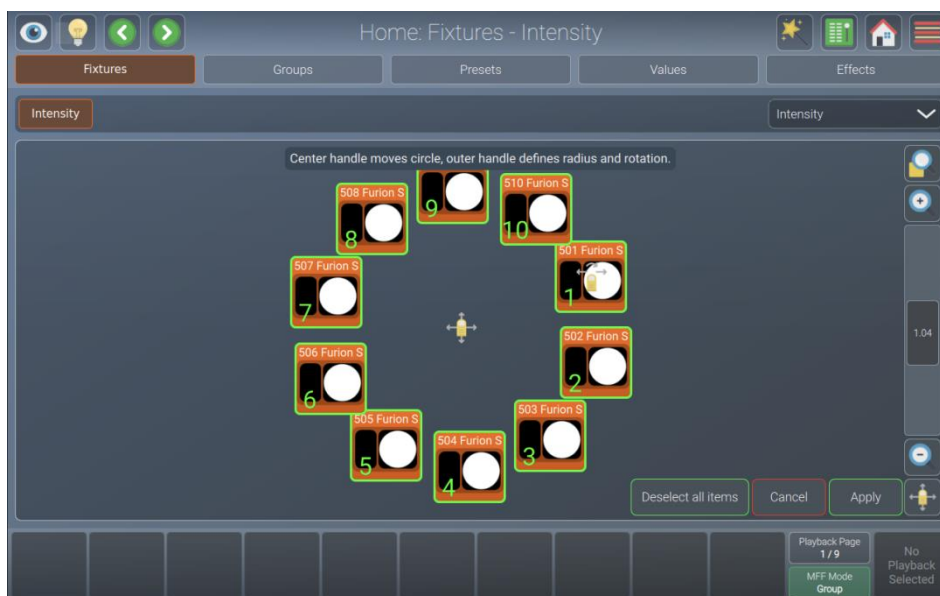 Home: Fixtures - Intensity
Fixtures
Groups
Presets
Values
Effects
Intensity
Intensity
Center handle moves circle, outer handle defines radius and rotation.
9
508 Furion S
8
510 Furion S
10
507 Furion S
7
501 Furion S
1
506 Furion S
6
502 Furion S
2
505 Furion S
5
504 Furion S
4
503 Furion S
3
1.04
Deselect all items
Cancel
Apply
Playback Page
1/9
MFF Mode
Group
No
Playback
Selected